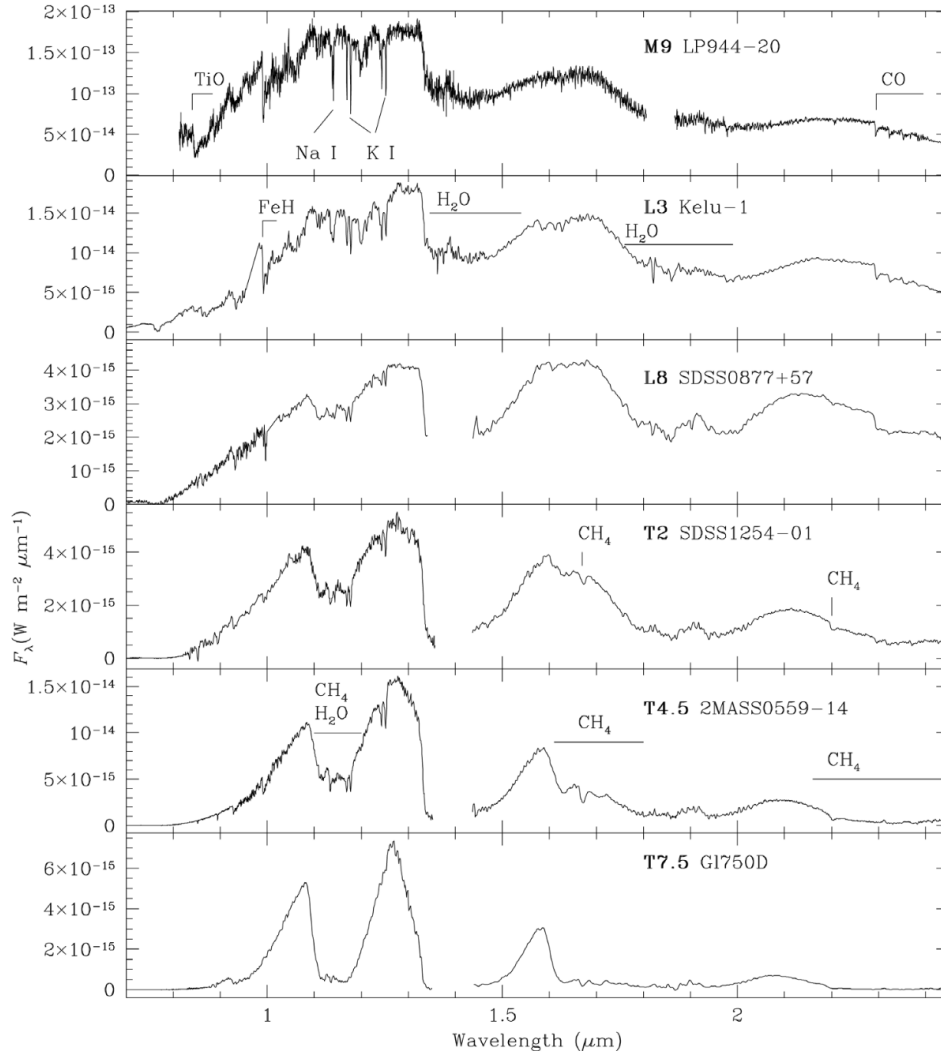 2×10⁻¹³
M9 LP944−20
1.5×10⁻¹³
TiO
CO
10⁻¹³
5×10⁻¹⁴
Na I
K I
0
FeH
H₂O
L3 Kelu−1
1.5×10⁻¹⁴
H₂O
10⁻¹⁴
5×10⁻¹⁵
0
4×10⁻¹⁵
L8 SDSS0877+57
3×10⁻¹⁵
2×10⁻¹⁵
10⁻¹⁵
0
CH₄
T2 SDSS1254−01
4×10⁻¹⁵
CH₄
2×10⁻¹⁵
0
Fλ(W m⁻² μm⁻¹)
1.5×10⁻¹⁴
CH₄
H₂O
T4.5 2MASS0559−14
CH₄
10⁻¹⁴
CH₄
5×10⁻¹⁵
0
T7.5 Gl750D
6×10⁻¹⁵
4×10⁻¹⁵
2×10⁻¹⁵
0
1
1.5
2
Wavelength (μm)